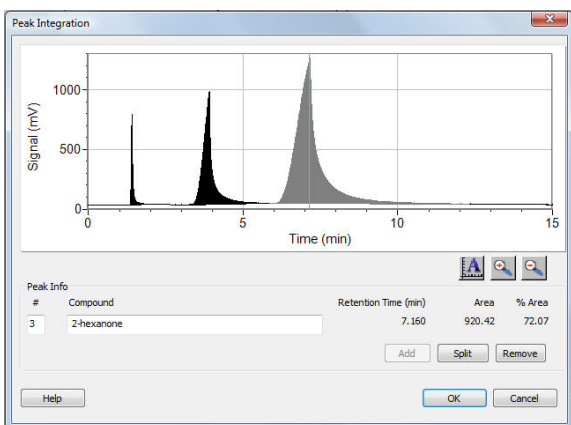 Peak Integration
1000
500
0
Signal (mV)
0 5 10 15
Time (min)
A
Peak Info
# Compound Retention Time (min) Area % Area
3 2-hexanone 7.160 920.42 72.07
Add Split Remove
Help OK Cancel